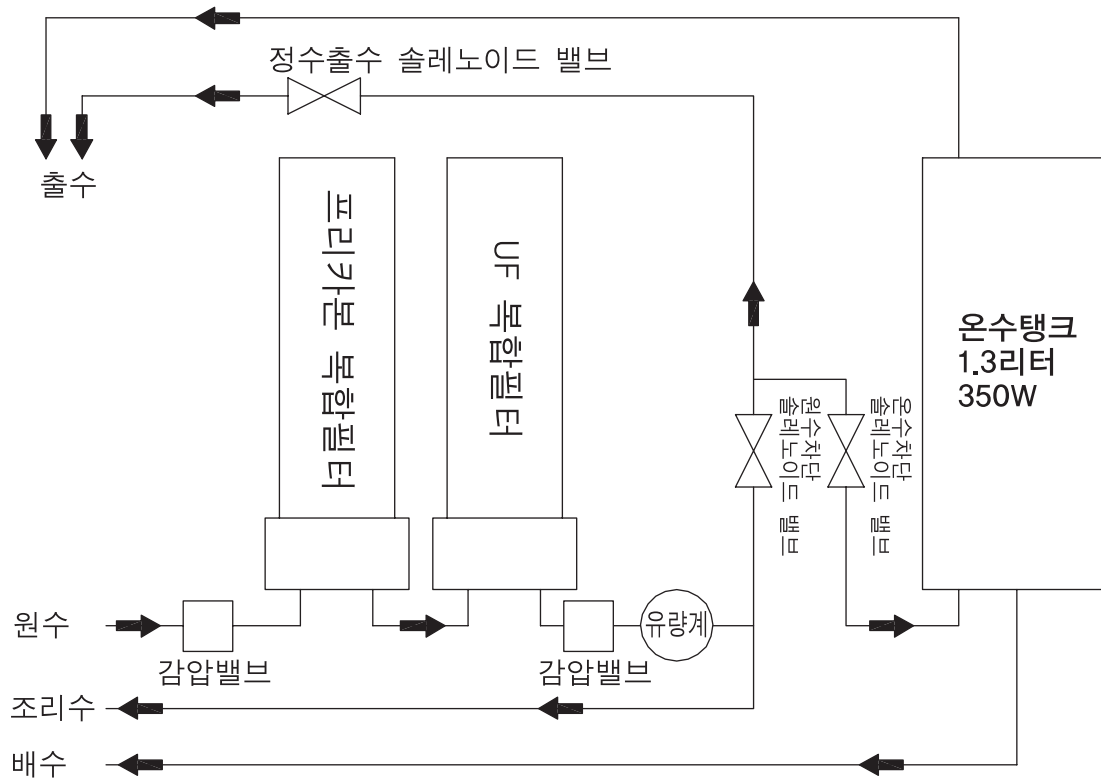 정수출수 솔레노이드 밸브
출수
프리카본 복합필터
UF 복합필터
온수탱크
1.3리터
350W
원수차단
솔레노이드 밸브
온수차단
솔레노이드 밸브
원수
유량계
감압밸브
감압밸브
조리수
배수